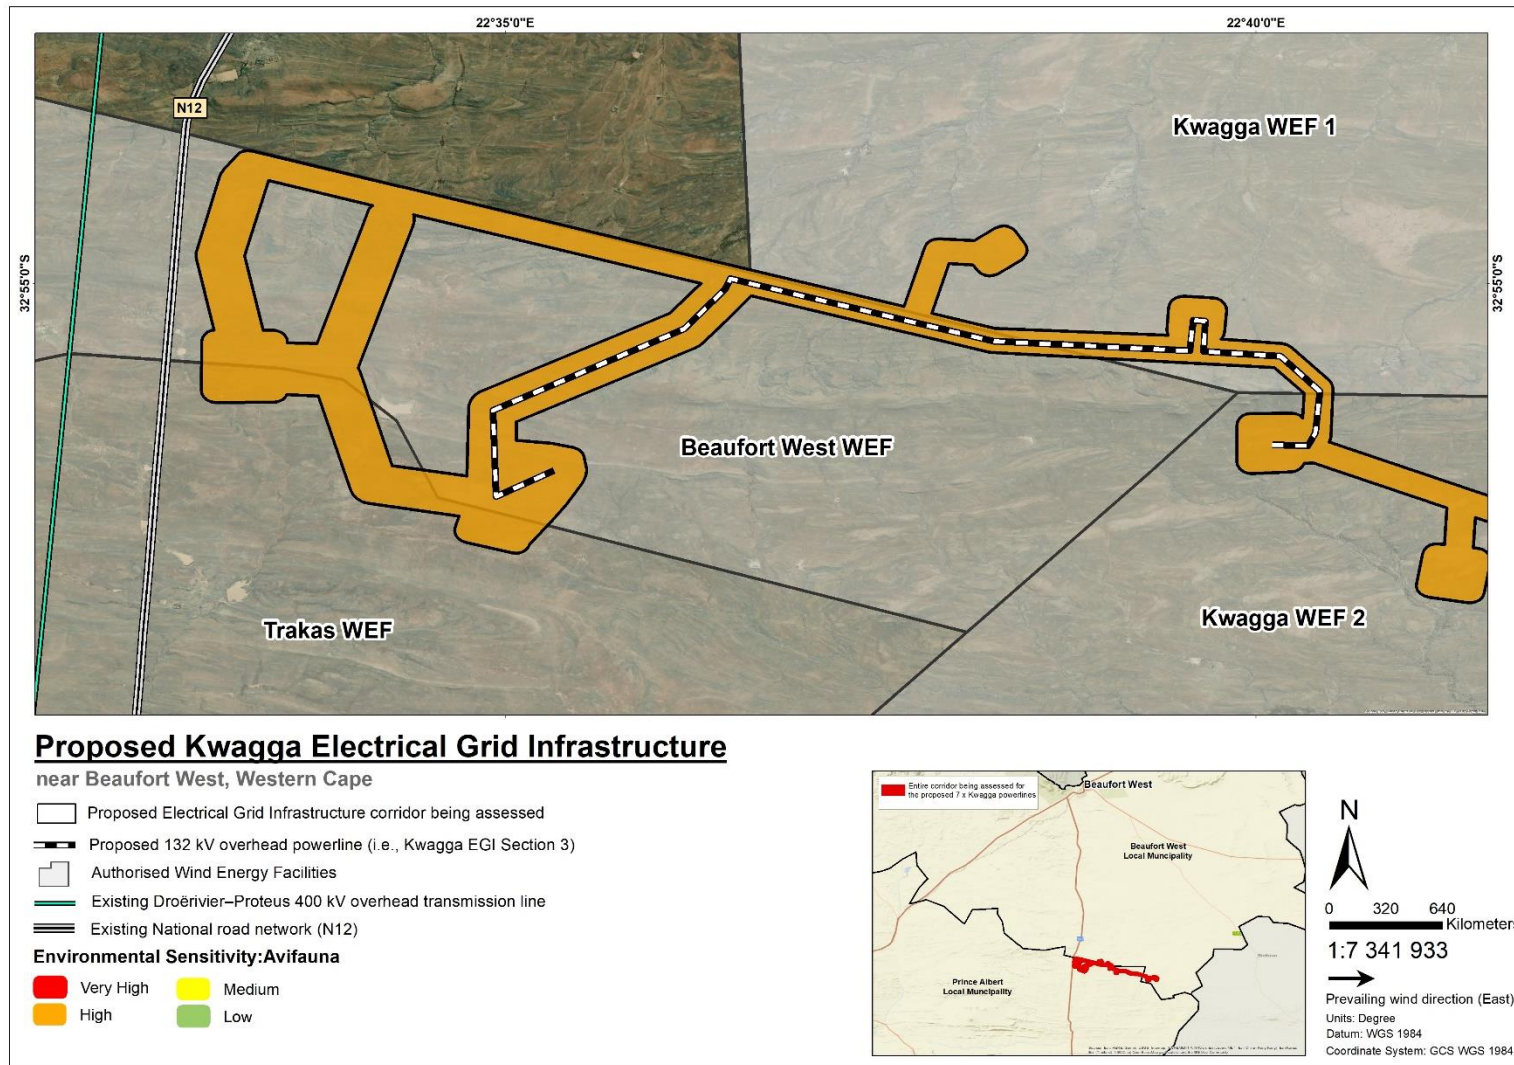 22°35'0"E
22°40'0"E
N12
Kwagga WEF 1
32°55'0"S
32°55'0"S
Beaufort West WEF
Trakas WEF
Kwagga WEF 2
Proposed Kwagga Electrical Grid Infrastructure
near Beaufort West, Western Cape
Proposed Electrical Grid Infrastructure corridor being assessed
Proposed 132 kV overhead powerline (i.e., Kwagga EGI Section 3)
Authorised Wind Energy Facilities
Existing Droërivier–Proteus 400 kV overhead transmission line
Existing National road network (N12)
Environmental Sensitivity:Avifauna
Very High
Medium
High
Low
Entire corridor being assessed for
the proposed 7 x Kwagga powerlines
Beaufort West
Beaufort West
Local Muncipality
Prince Albert
Local Muncipality
N
0 320 640
Kilometers
1:7 341 933
Prevailing wind direction (East)
Units: Degree
Datum: WGS 1984
Coordinate System: GCS WGS 1984